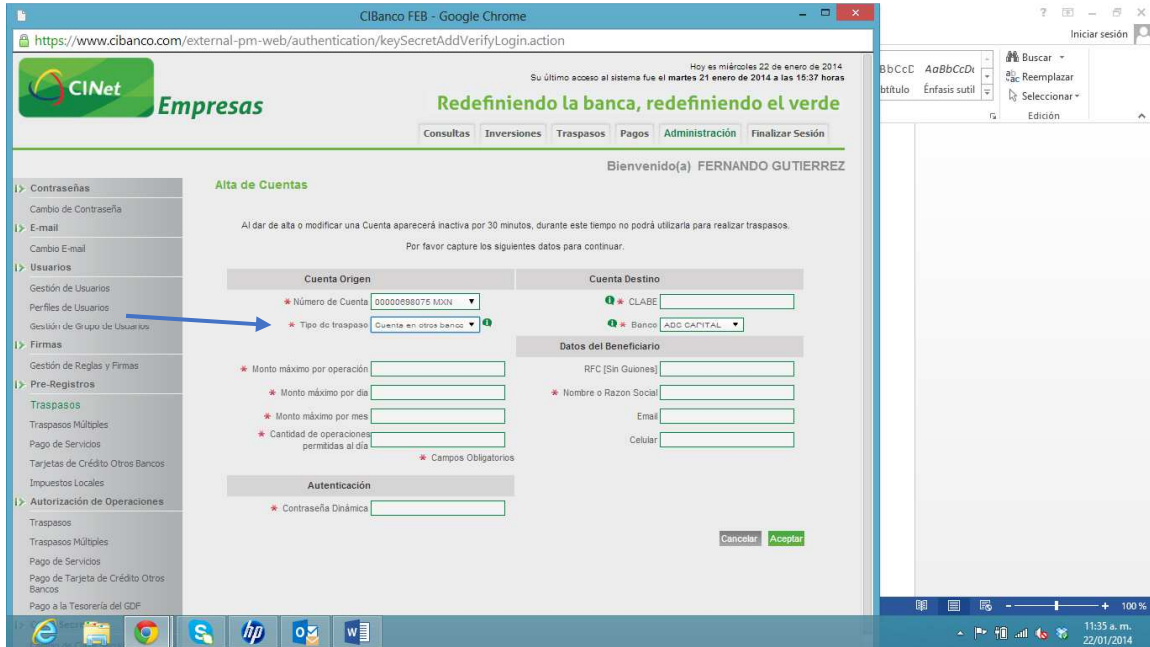 CIBanco FEB - Google Chrome
https://www.cibanco.com/external-pm-web/authentication/keySecretAddVerifyLogin.action
Iniciar sesión
CINet
Empresas
Hoy es miércoles 22 de enero de 2014
Su último acceso al sistema fue el martes 21 enero de 2014 a las 15:37 horas
Redefiniendo la banca, redefiniendo el verde
Consultas Inversiones Traspasos Pagos Administración Finalizar Sesión
Bienvenido(a) FERNANDO GUTIERREZ
BbCcD AaBbCcDı
btítulo Énfasis sutil
Buscar
Reemplazar
Seleccionar
Edición
Contraseñas
Cambio de Contraseña
E-mail
Cambio E-mail
Usuarios
Gestión de Usuarios
Perfiles de Usuarios
Gestión de Grupo de Usuarios
Firmas
Gestión de Reglas y Firmas
Pre-Registros
Traspasos
Traspasos Múltiples
Pago de Servicios
Tarjetas de Crédito Otros Bancos
Impuestos Locales
Autorización de Operaciones
Traspasos
Traspasos Múltiples
Pago de Servicios
Pago de Tarjeta de Crédito Otros
Bancos
Pago a la Tesorería del GDF
Alta de Cuentas
Al dar de alta o modificar una Cuenta aparecerá inactiva por 30 minutos, durante este tiempo no podrá utilizarla para realizar traspasos.
Por favor capture los siguientes datos para continuar.
Cuenta Origen
* Número de Cuenta 00000698075 MXN
* Tipo de traspaso Cuenta en otros banco
* Monto máximo por operación
* Monto máximo por dia
* Monto máximo por mes
* Cantidad de operaciones
permitidas al día
* Campos Obligatorios
Autenticación
* Contraseña Dinámica
Cuenta Destino
* CLABE
* Banco ABC CAPITAL
Datos del Beneficiario
RFC [Sin Guiones]
* Nombre o Razon Social
Email
Celular
Cancelar Aceptar
100 %
hp
11:35 a. m.
22/01/2014